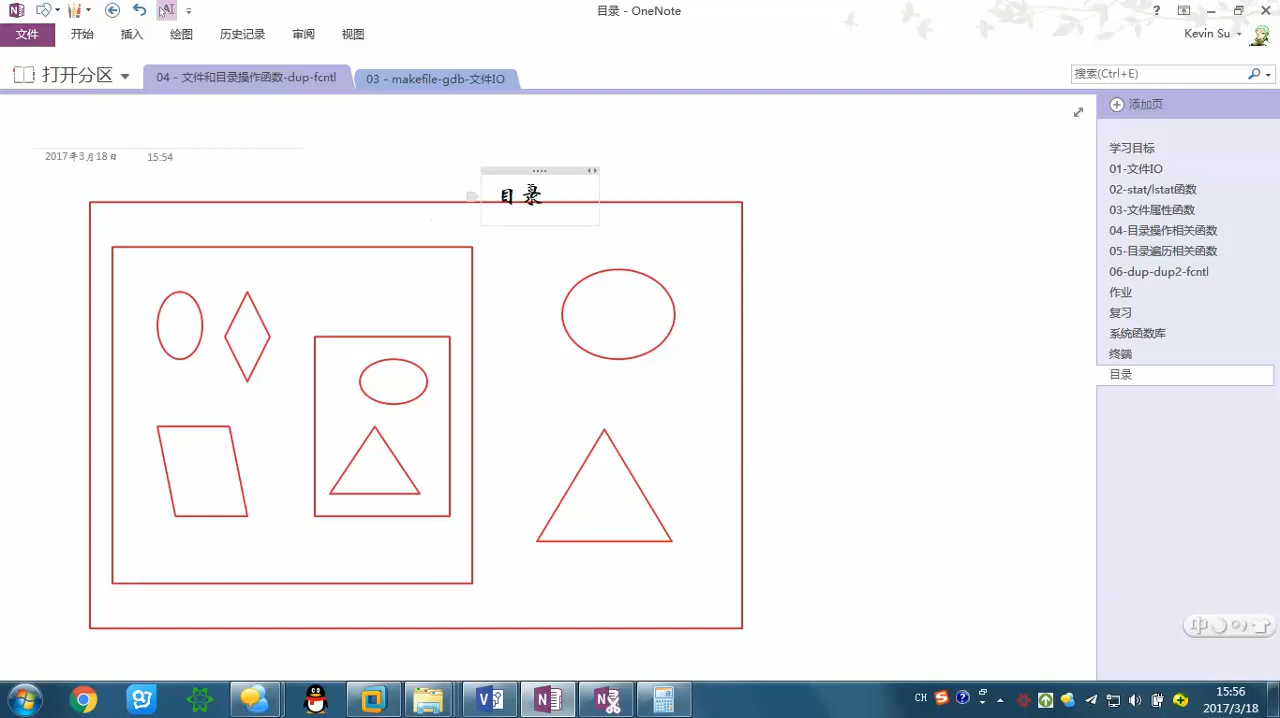 目录 - OneNote
文件 开始 插入 绘图 历史记录 审阅 视图
Kevin Su
打开分区
04 - 文件和目录操作函数-dup-fcntl
03 - makefile-gdb-文件IO
搜索(Ctrl+E)
添加页
2017年3月18日 15:54
目录
学习目标
01-文件IO
02-stat/lstat函数
03-文件属性函数
04-目录操作相关函数
05-目录遍历相关函数
06-dup-dup2-fcntl
作业
复习
系统函数库
终端
目录
中
CH
15:56
2017/3/18